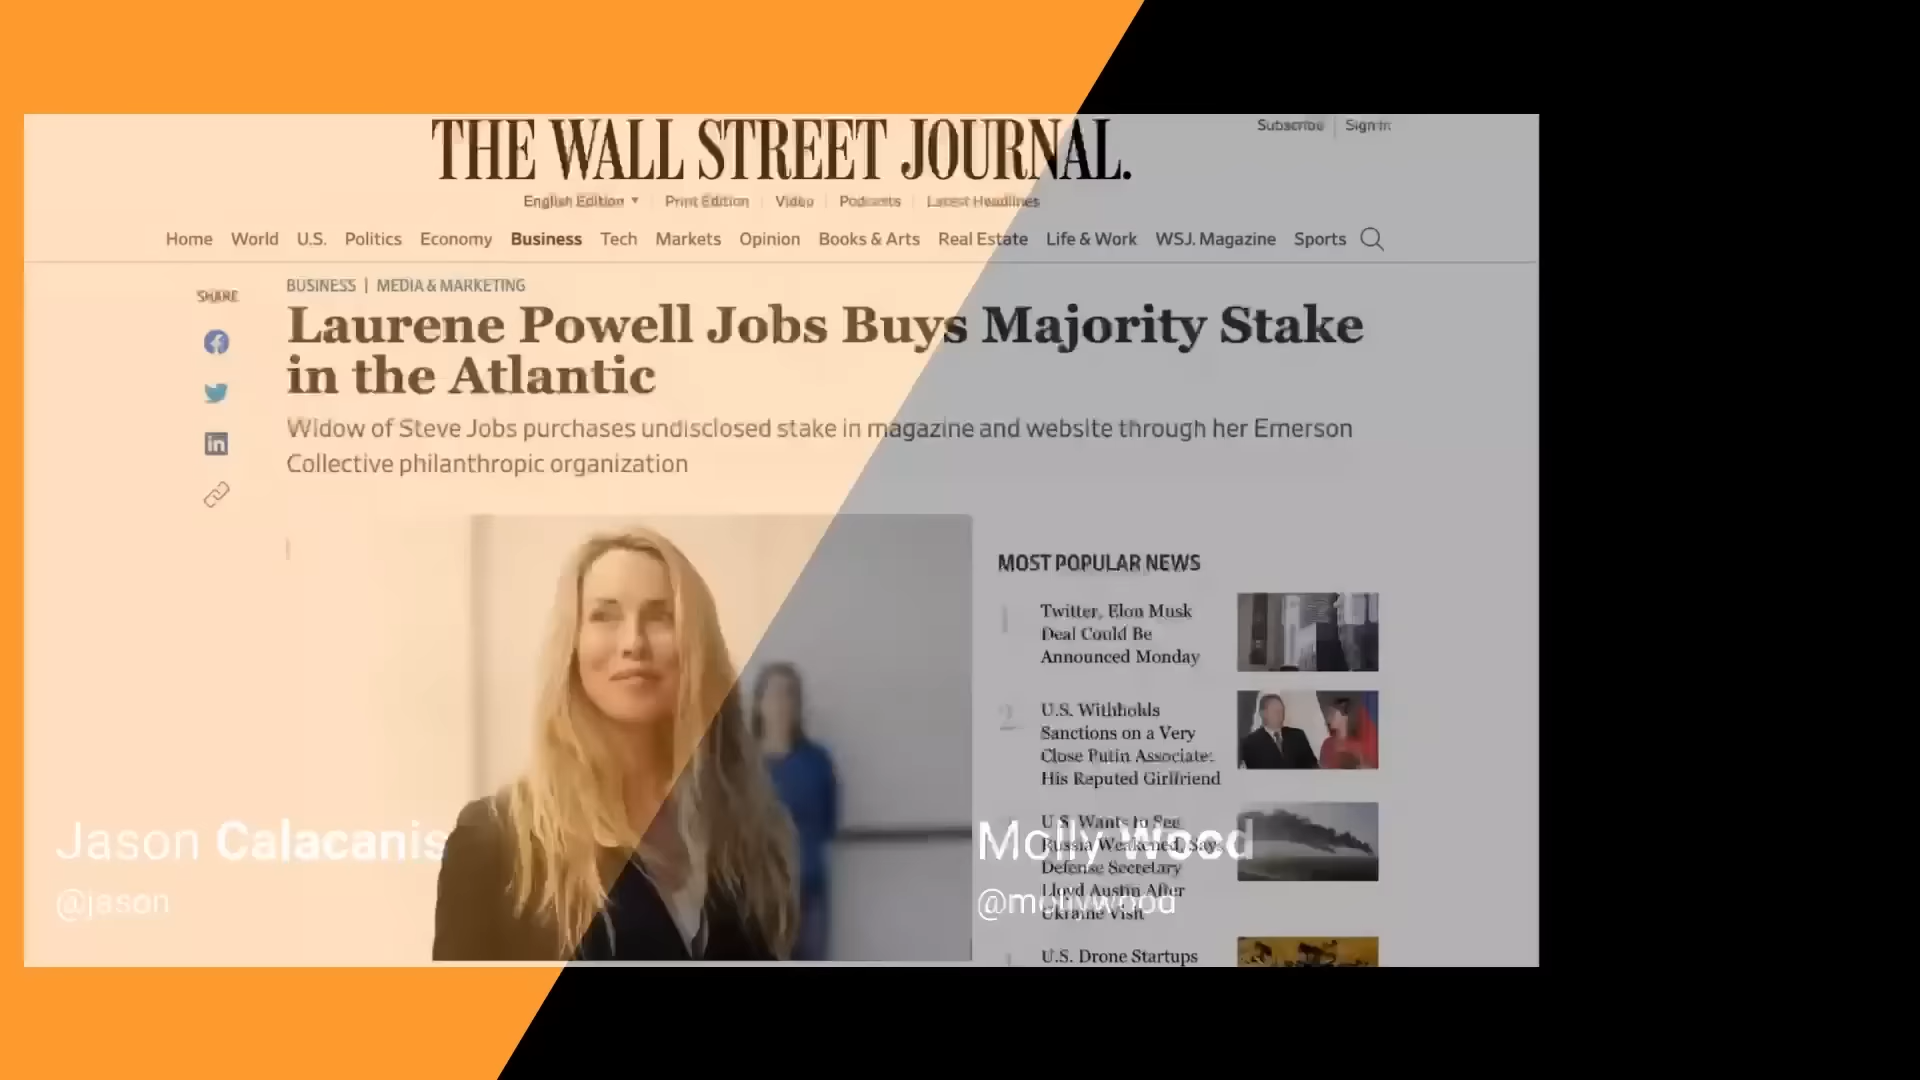 THE WALL STREET JOURNAL.
Subscribe Sign In
English Edition Print Edition Video Podcasts Latest Headlines
Home World U.S. Politics Economy Business Tech Markets Opinion Books & Arts Real Estate Life & Work WSJ. Magazine Sports
SHARE
BUSINESS | MEDIA & MARKETING
Laurene Powell Jobs Buys Majority Stake
in the Atlantic
Widow of Steve Jobs purchases undisclosed stake in magazine and website through her Emerson
Collective philanthropic organization
MOST POPULAR NEWS
1
Twitter, Elon Musk
Deal Could Be
Announced Monday
2
U.S. Withholds
Sanctions on a Very
Close Putin Associate:
His Reputed Girlfriend
U.S. Wants to See
Russia Weakened, Says
Defense Secretary
Lloyd Austin After
Ukraine Visit
U.S. Drone Startups
Jason Calacanis
@jason
Molly Wood
@mollywood